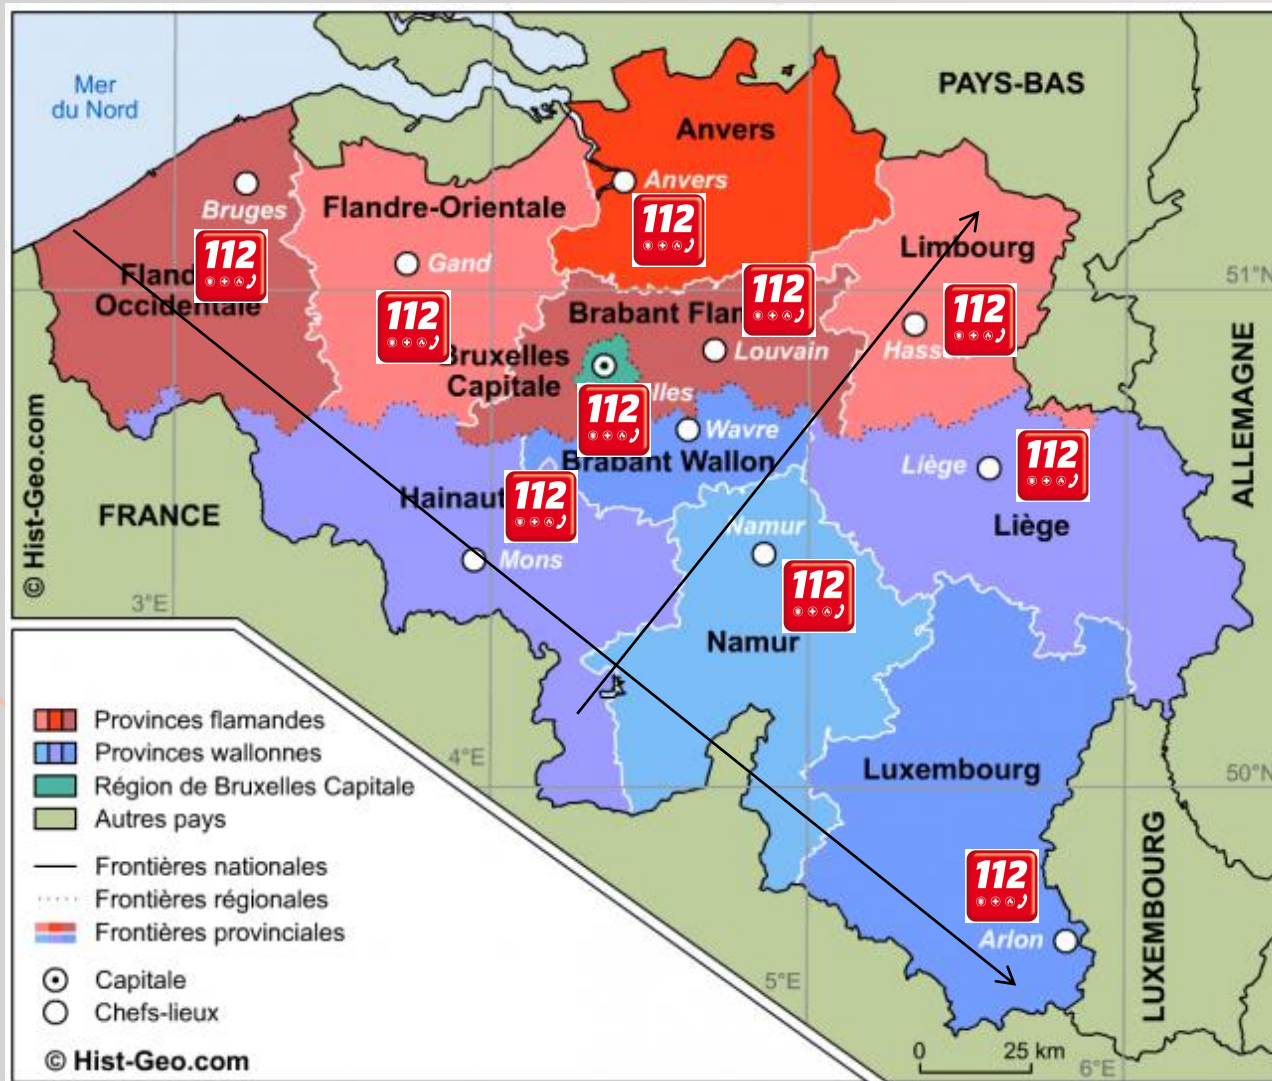 Mer
du Nord
PAYS-BAS
Anvers
Anvers
112
Bruges
112
Flandre-Orientale
Gand
112
Fland
Occidentale
Limbourg
51°N
112
Brabant Flan
112
Hass
Louvain
Bruxelles
Capitale
elles
112
Wavre
Brabant Wallon
Liège
112
Liège
ALLEMAGNE
Hainaut
112
Mons
FRANCE
Namur
112
Namur
© Hist-Geo.com
3°E
4°E
Luxembourg
50°N
112
Arlon
LUXEMBOURG
5°E
6°E
0 25 km
Provinces flamandes
Provinces wallonnes
Région de Bruxelles Capitale
Autres pays
Frontières nationales
Frontières régionales
Frontières provinciales
Capitale
Chefs-lieux
© Hist-Geo.com